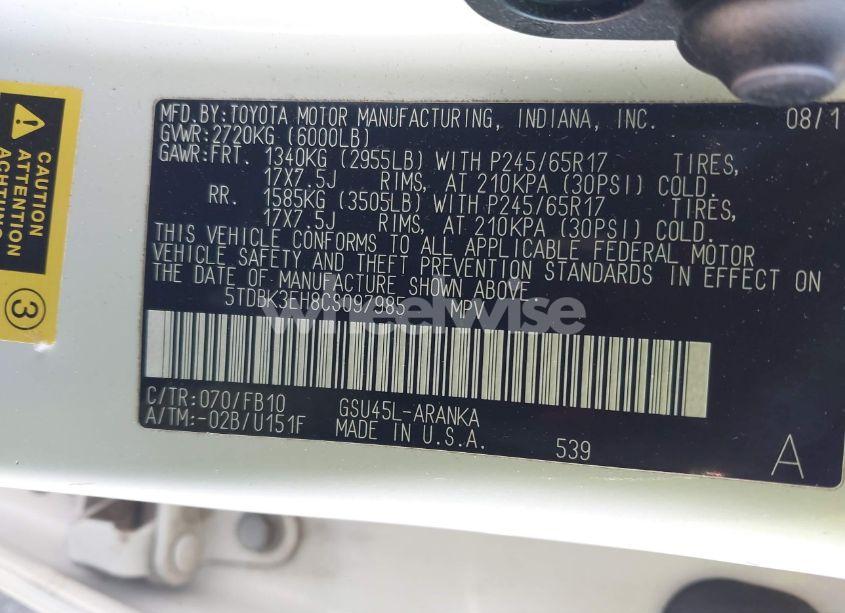 MFD.BY:TOYOTA MOTOR MANUFACTURING, INDIANA, INC. 08/1
GVWR:2720KG (6000LB)
GAWR:FRT. 1340KG (2955LB) WITH P245/65R17 TIRES,
17X7.5J RIMS, AT 210KPA (30PSI) COLD.
RR. 1585KG (3505LB) WITH P245/65R17 TIRES,
17X7.5J RIMS, AT 210KPA (30PSI) COLD.
THIS VEHICLE CONFORMS TO ALL APPLICABLE FEDERAL MOTOR
VEHICLE SAFETY AND THEFT PREVENTION STANDARDS IN EFFECT ON
THE DATE OF MANUFACTURE SHOWN ABOVE.
5TDBK3EH8CS097985 MPV
wheelwise
C/TR:070/FB10 GSU45L-ARANKA
A/TM:-02B/U151F MADE IN U.S.A. 539
A
CAUTION
ACHTUNG
3